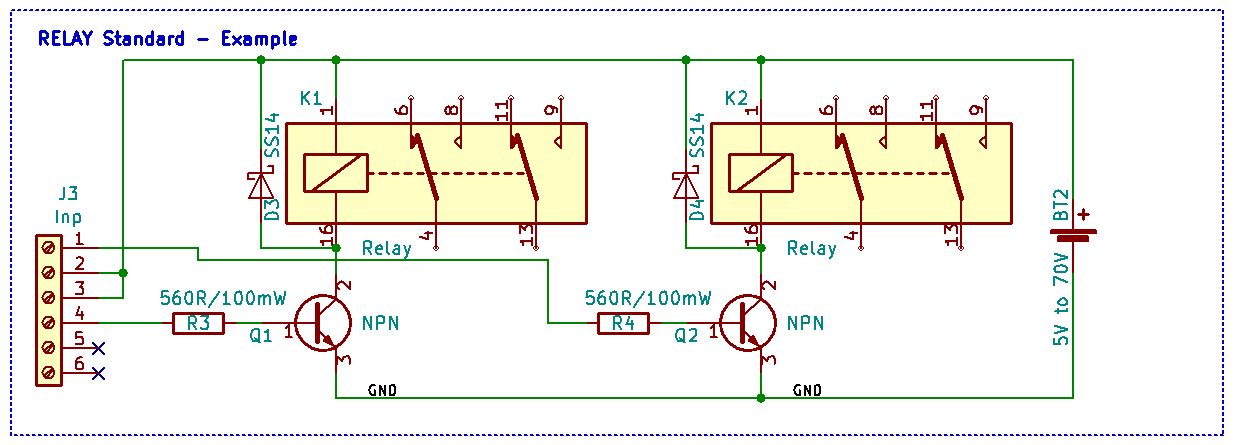 RELAY Standard - Example
K1
K2
1
6
8
11
9
1
6
8
11
9
SS14
SS14
D3
D4
J3
Inp
BT2
+
16
4
13
16
4
13
Relay
Relay
1
2
3
4
5
6
560R/100mW
R3
Q1
1
2
3
NPN
560R/100mW
R4
Q2
1
2
3
NPN
5V to 70V
GND
GND